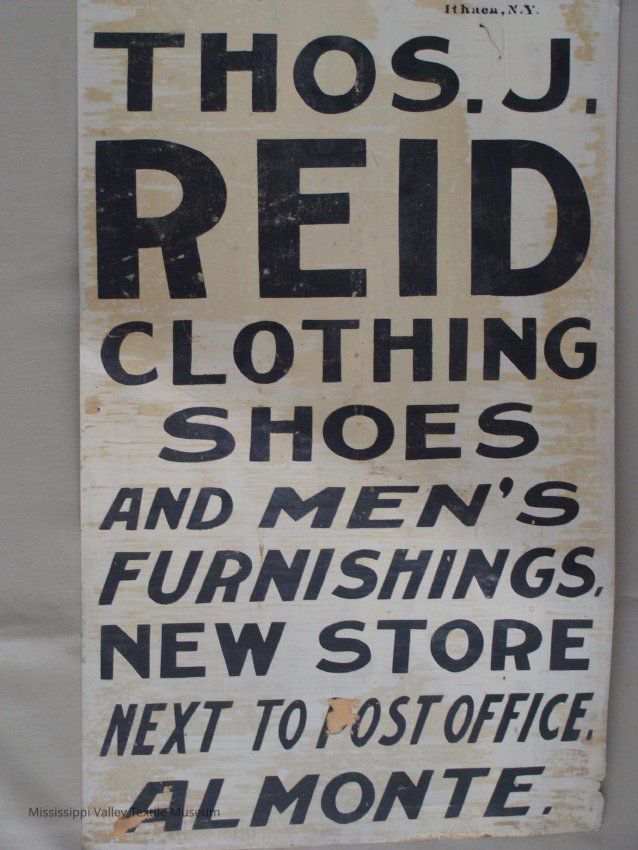 Ithaca, N.Y.
THOS. J.
REID
CLOTHING
SHOES
AND MEN'S
FURNISHINGS.
NEW STORE
NEXT TO POST OFFICE.
ALMONTE.
Mississippi Valley Textile Museum